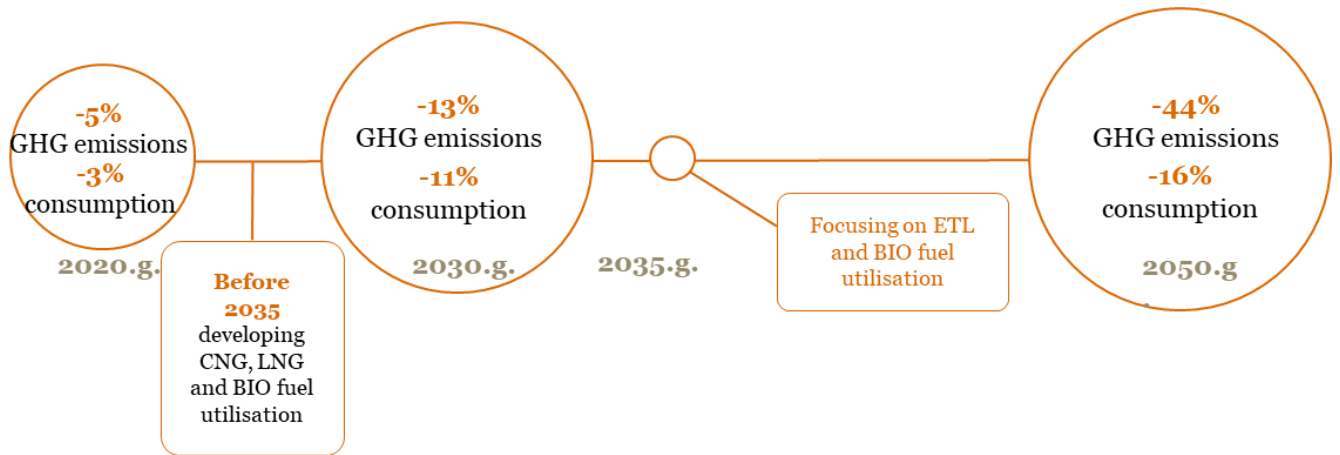 -5%
GHG emissions
-3%
consumption
2020.g.
Before
2035
developing
CNG, LNG
and BIO fuel
utilisation
-13%
GHG emissions
-11%
consumption
2030.g.
2035.g.
Focusing on ETL
and BIO fuel
utilisation
-44%
GHG emissions
-16%
consumption
2050.g
.